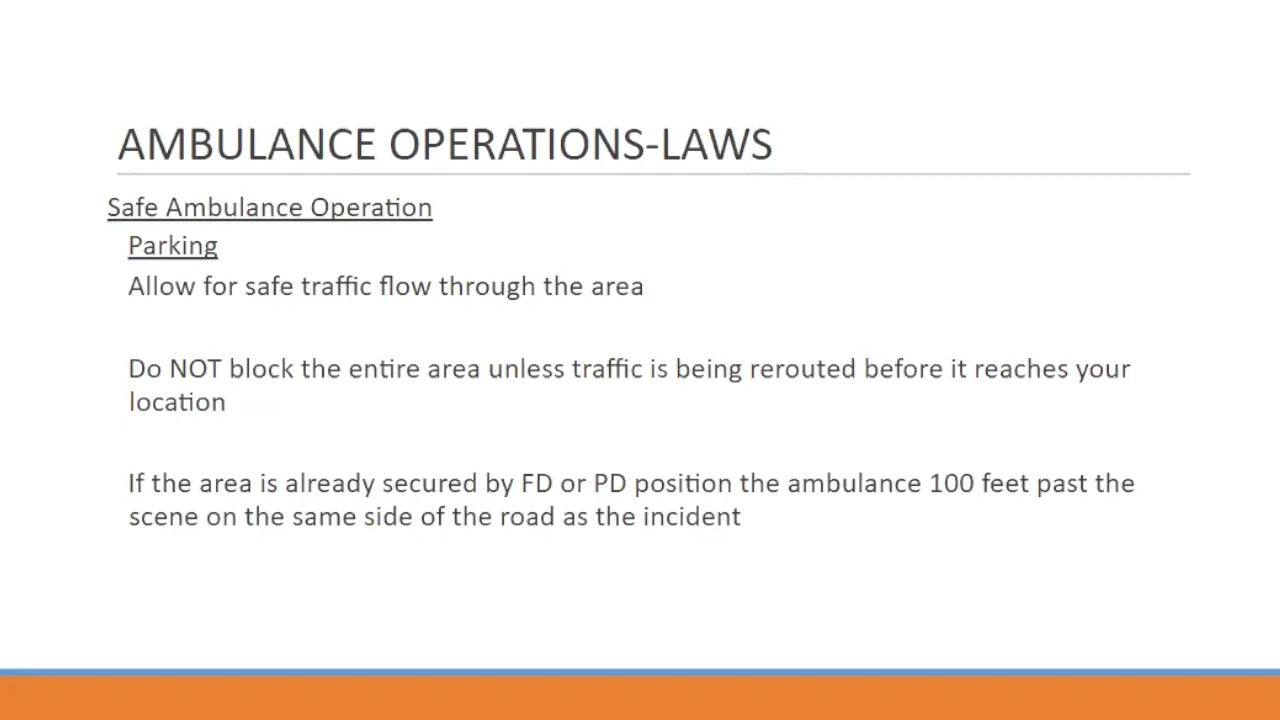 AMBULANCE OPERATIONS-LAWS
Safe Ambulance Operation
Parking
Allow for safe traffic flow through the area
Do NOT block the entire area unless traffic is being rerouted before it reaches your
location
If the area is already secured by FD or PD position the ambulance 100 feet past the
scene on the same side of the road as the incident